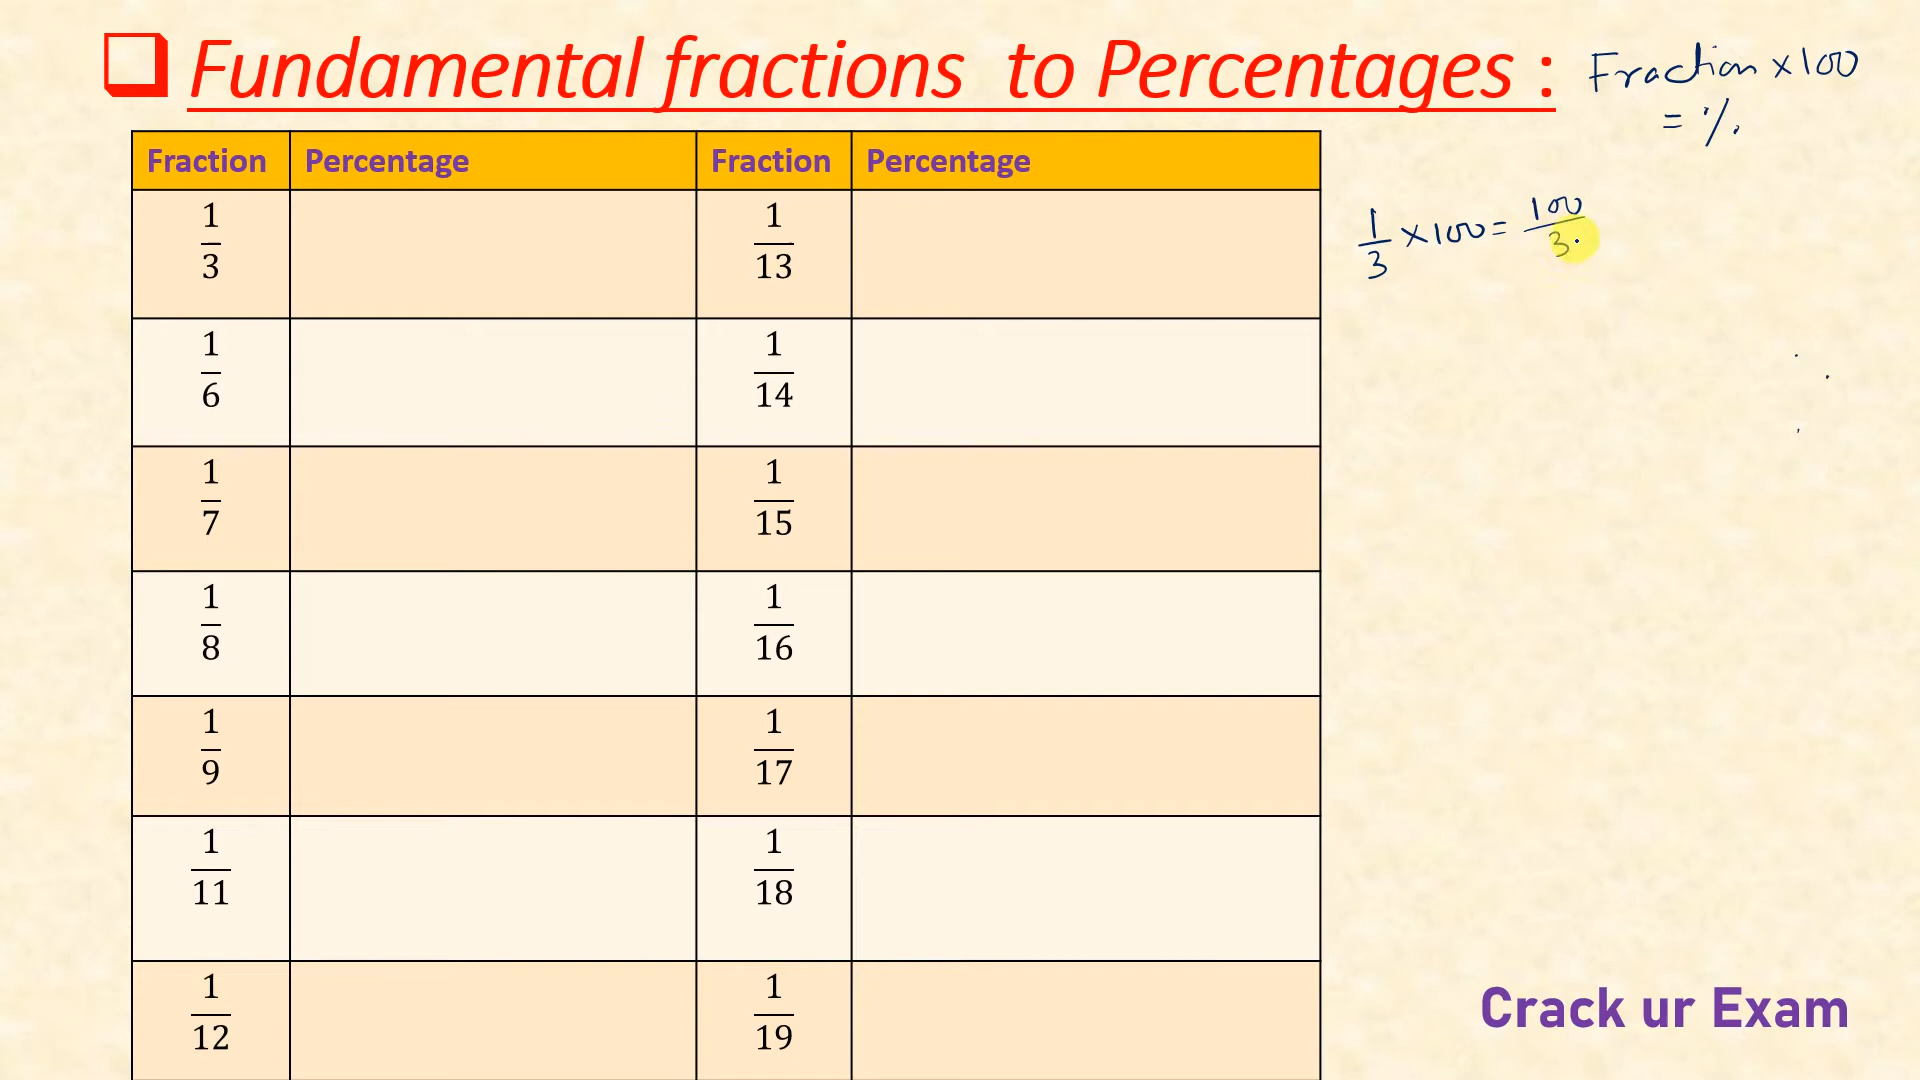 Fundamental fractions to Percentages :
Fraction x 100
= %
Fraction Percentage Fraction Percentage
1/3 1/13
1/3 x 100 = 100/3
1/6 1/14
1/7 1/15
1/8 1/16
1/9 1/17
1/11 1/18
1/12 1/19
Crack ur Exam